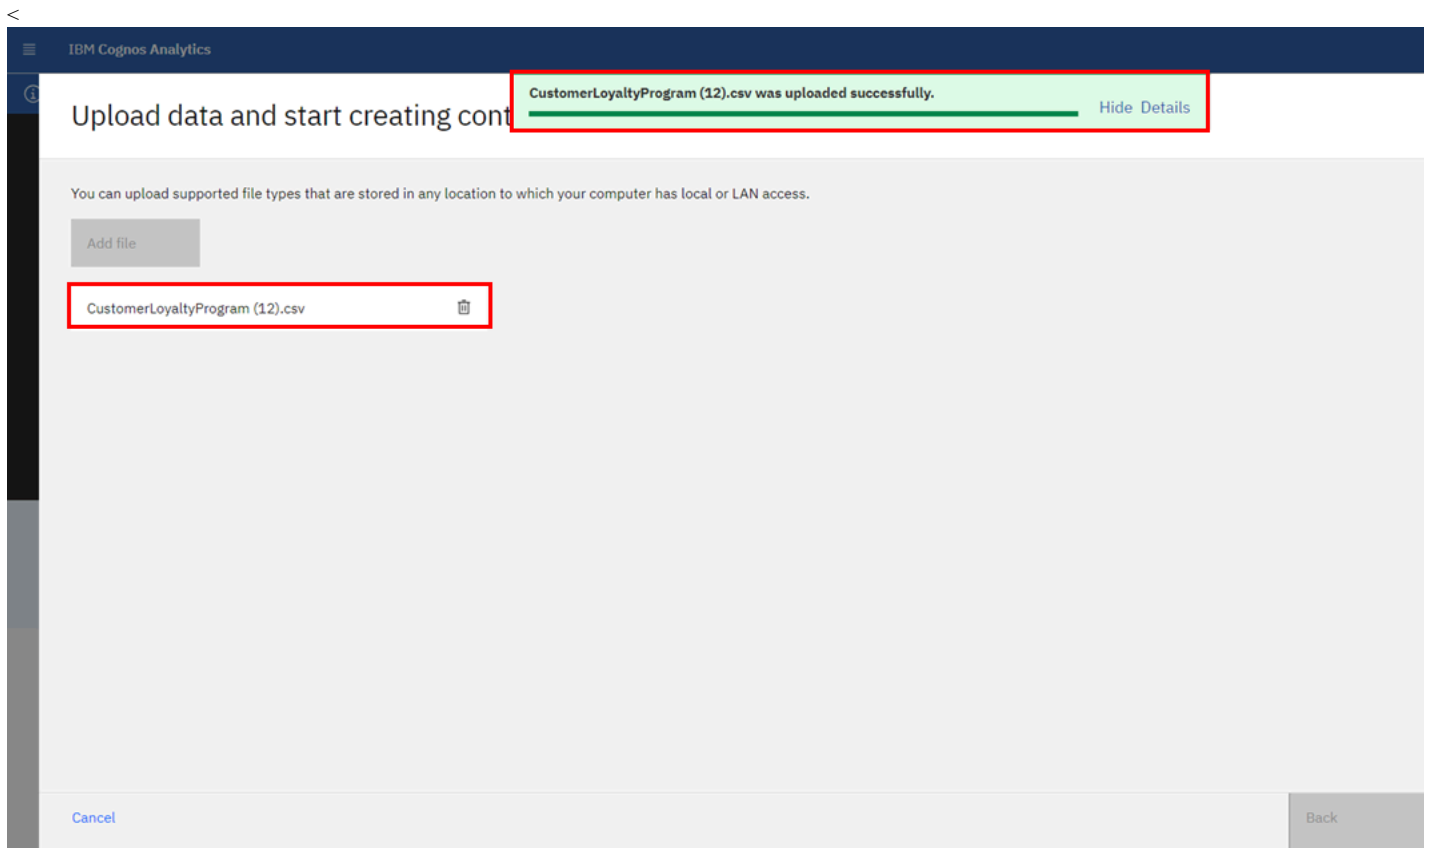 <
IBM Cognos Analytics
CustomerLoyaltyProgram (12).csv was uploaded successfully.
Hide Details
Upload data and start creating cont
You can upload supported file types that are stored in any location to which your computer has local or LAN access.
Add file
CustomerLoyaltyProgram (12).csv
Cancel
Back